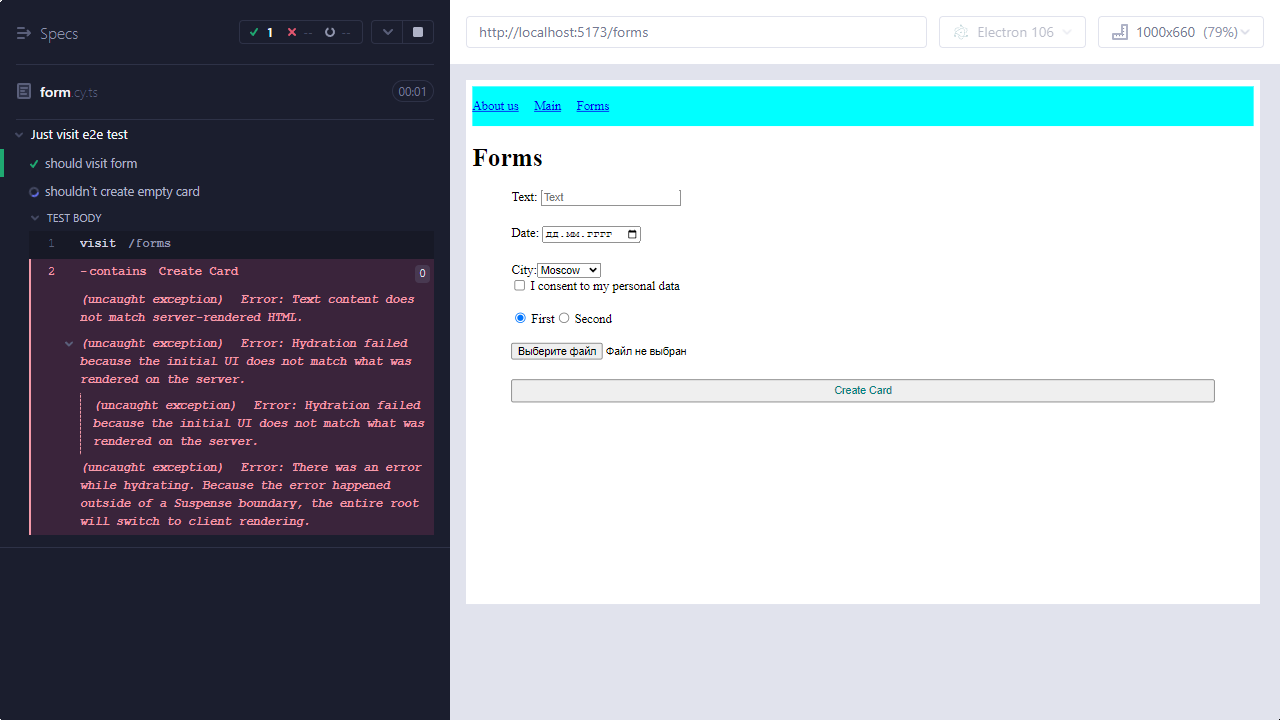 Specs
1 -- --
form.cy.ts
00:01
Just visit e2e test
should visit form
shouldn`t create empty card
TEST BODY
1 visit /forms
2 -contains Create Card 0
(uncaught exception) Error: Text content does
not match server-rendered HTML.
(uncaught exception) Error: Hydration failed
because the initial UI does not match what was
rendered on the server.
(uncaught exception) Error: Hydration failed
because the initial UI does not match what was
rendered on the server.
(uncaught exception) Error: There was an error
while hydrating. Because the error happened
outside of a Suspense boundary, the entire root
will switch to client rendering.
http://localhost:5173/forms
Electron 106
1000x660 (79%)
About us Main Forms
Forms
Text: Text
Date: дд.мм.гггг
City: Moscow
I consent to my personal data
First Second
Выберите файл Файл не выбран
Create Card